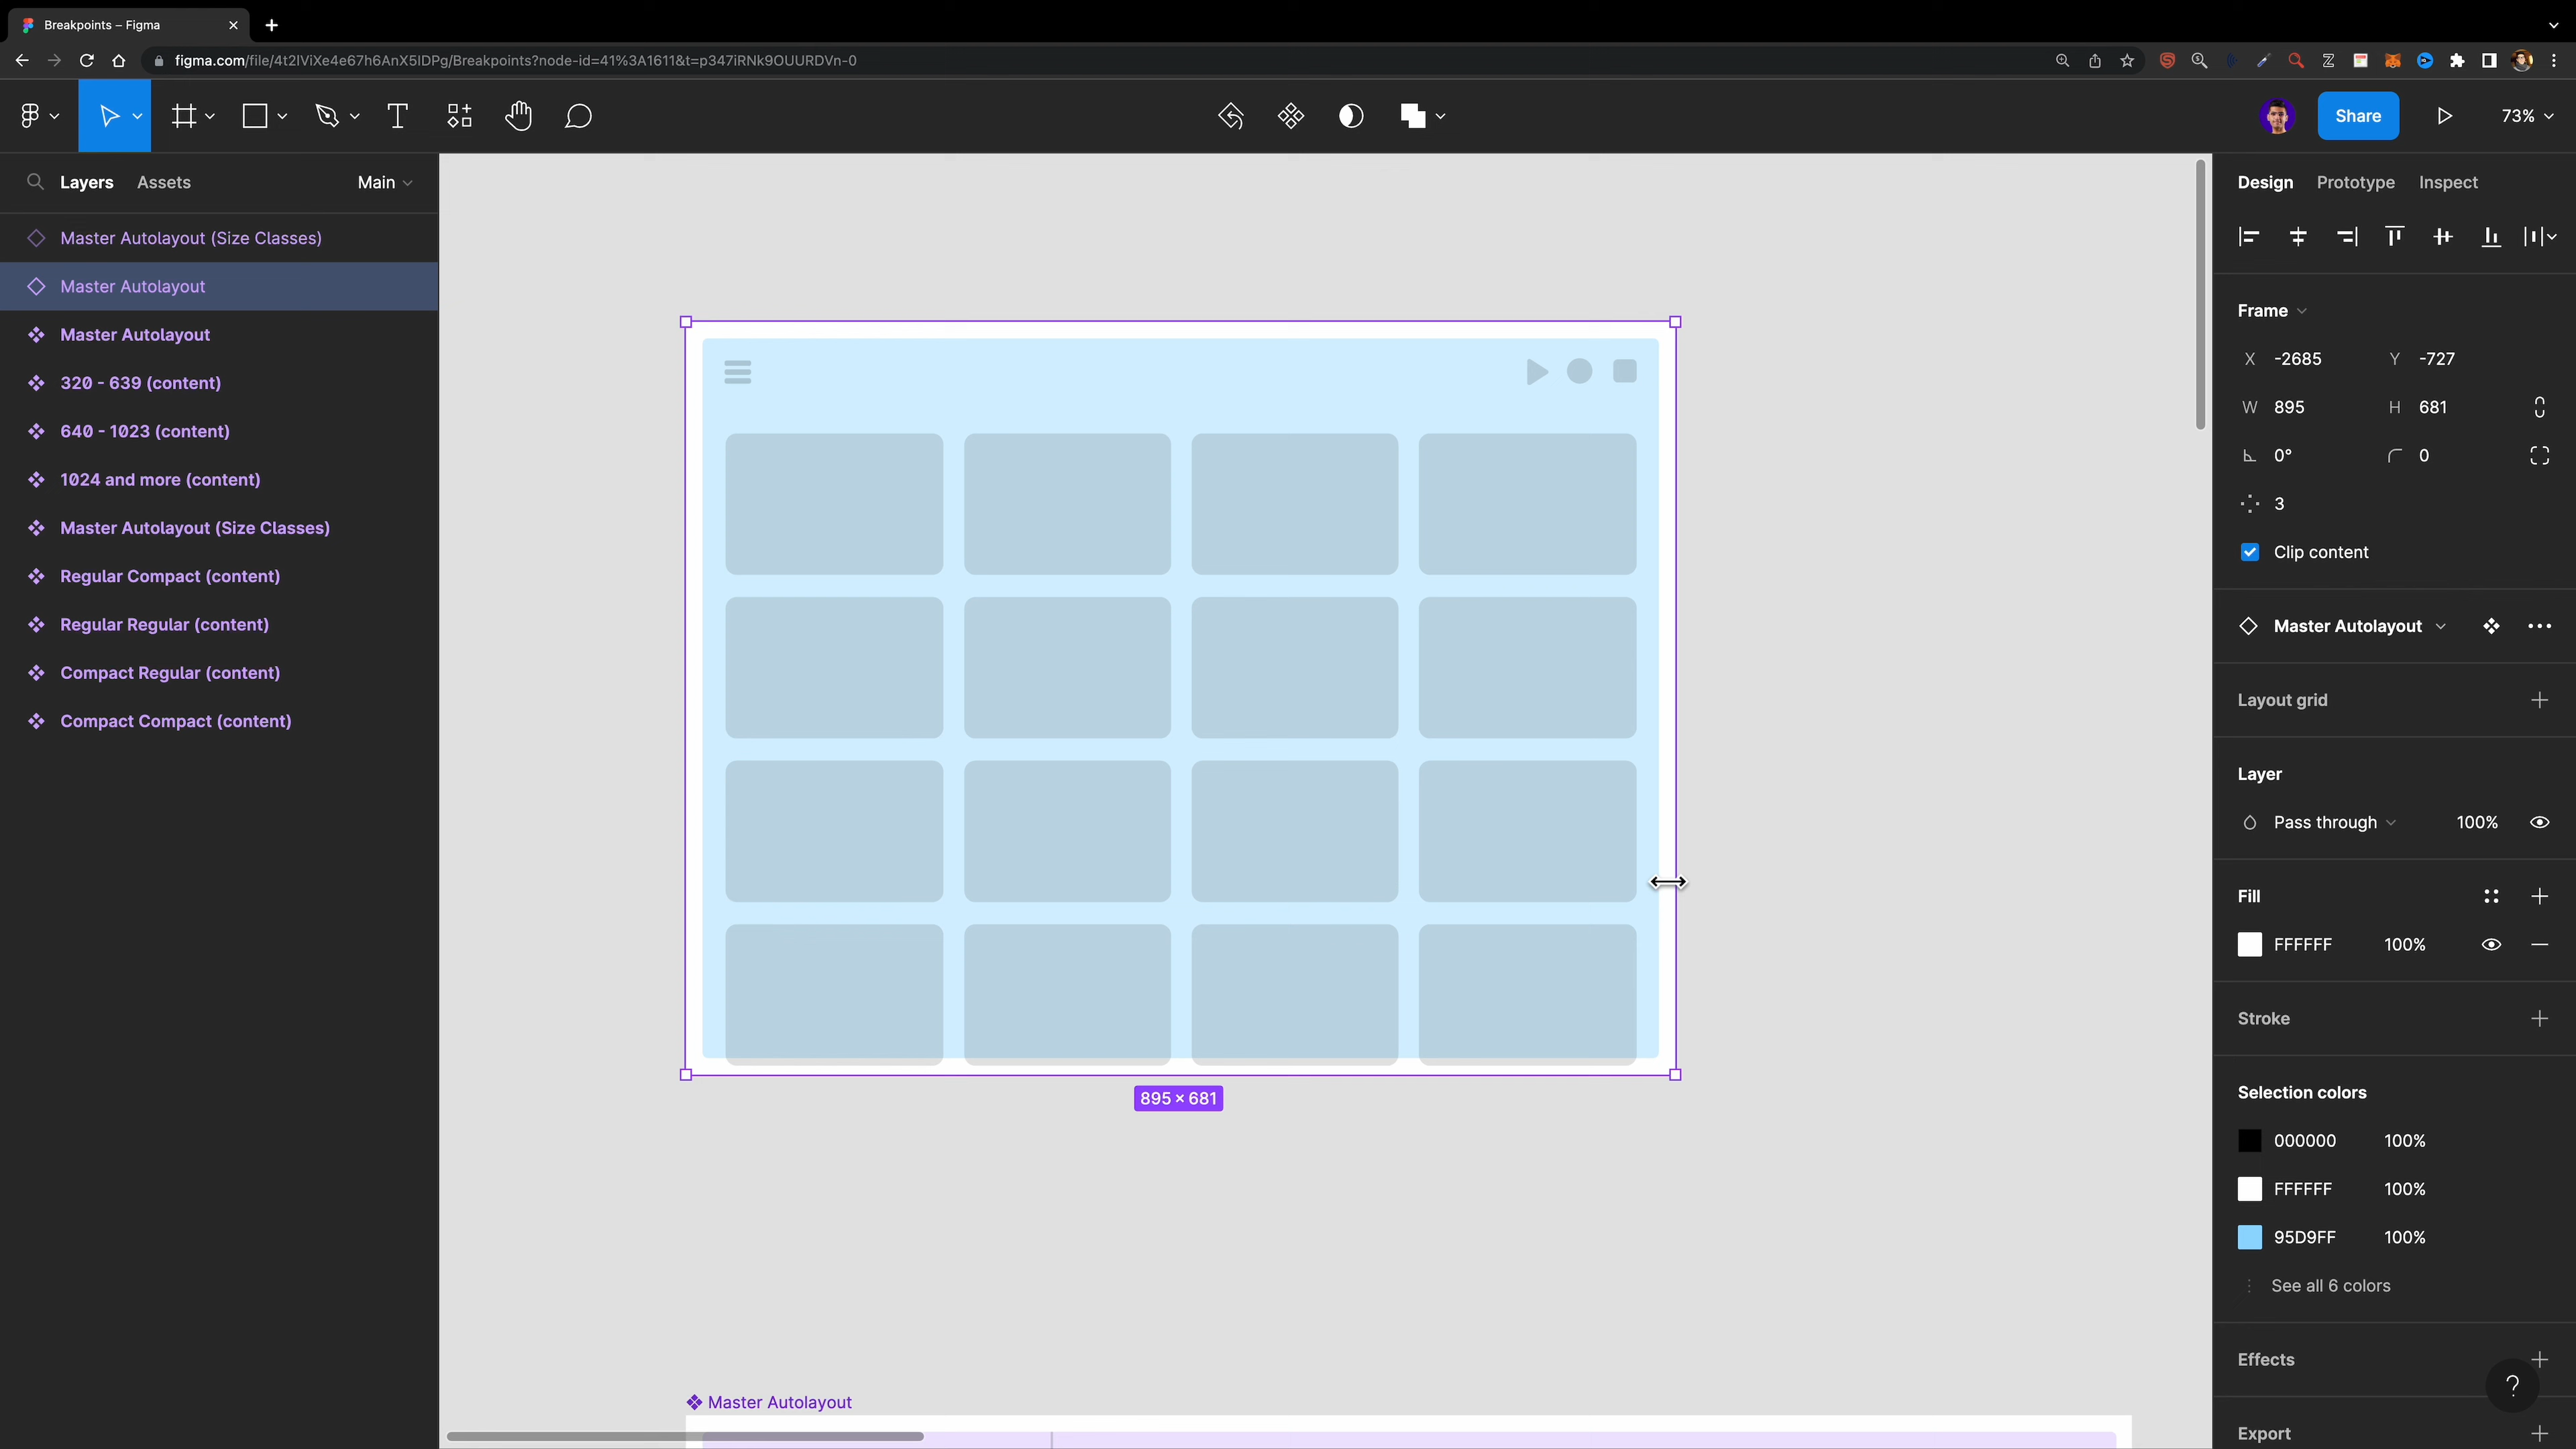 Breakpoints – Figma
figma.com/file/4t2IViXe4e67h6AnX5IDPg/Breakpoints?node-id=41%3A1611&t=p347iRNk9OUURDVn-0
Share
73%
Layers Assets Main
Master Autolayout (Size Classes)
Master Autolayout
Master Autolayout
320 - 639 (content)
640 - 1023 (content)
1024 and more (content)
Master Autolayout (Size Classes)
Regular Compact (content)
Regular Regular (content)
Compact Regular (content)
Compact Compact (content)
895 × 681
Master Autolayout
Design Prototype Inspect
Frame
X -2685 Y -727
W 895 H 681
0° 0
3
Clip content
Master Autolayout
Layout grid
Layer
Pass through 100%
Fill
FFFFFF 100%
Stroke
Selection colors
000000 100%
FFFFFF 100%
95D9FF 100%
See all 6 colors
Effects
?
Export